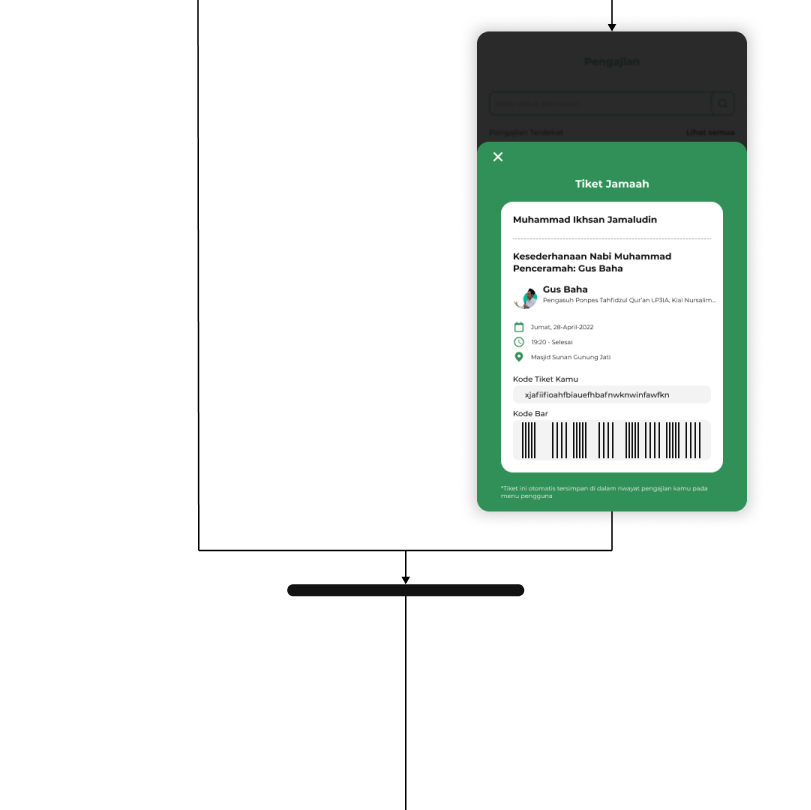 Pengajian
Pengajian Terdekat
Lihat semua
Tiket Jamaah
Muhammad Ikhsan Jamaludin
Kesederhanaan Nabi Muhammad
Penceramah: Gus Baha
Gus Baha
Pengasuh Ponpes Tahfidzul Qur'an LP3IA, Kiai Nursalim...
Jumat, 28-April-2022
19:20 - Selesai
Masjid Sunan Gunung Jati
Kode Tiket Kamu
xjafiifioahfbiauefhbafnwknwinfawfkn
Kode Bar
*Tiket ini otomatis tersimpan di dalam riwayat pengajian kamu pada
menu pengguna